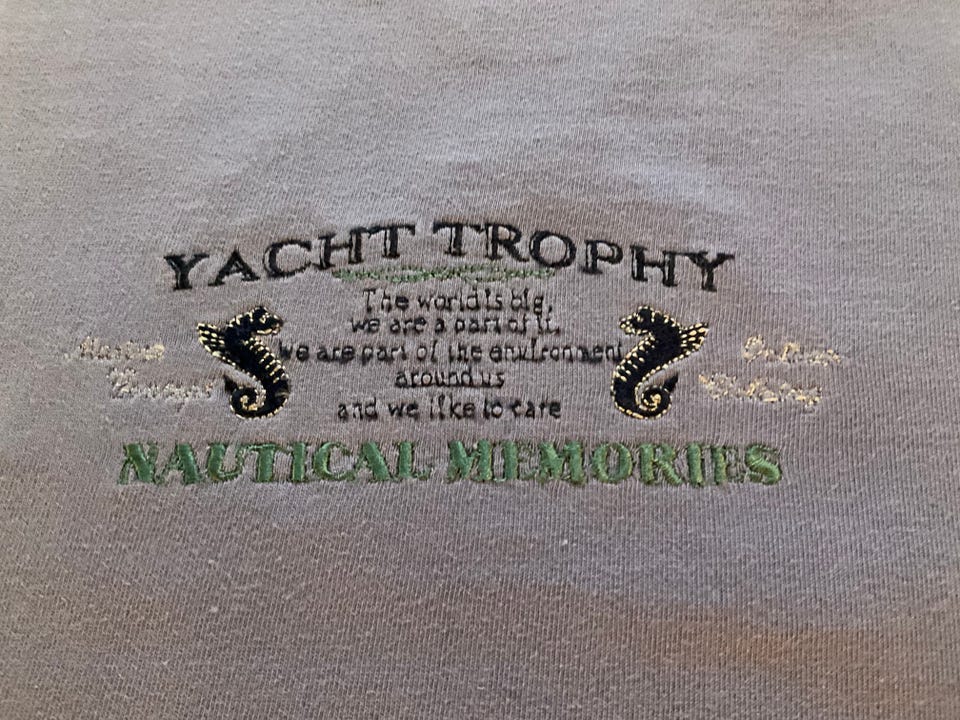 YACHT TROPHY
The world is big,
we are a part of it,
we are part of the environment
around us
and we like to care
NAUTICAL MEMORIES